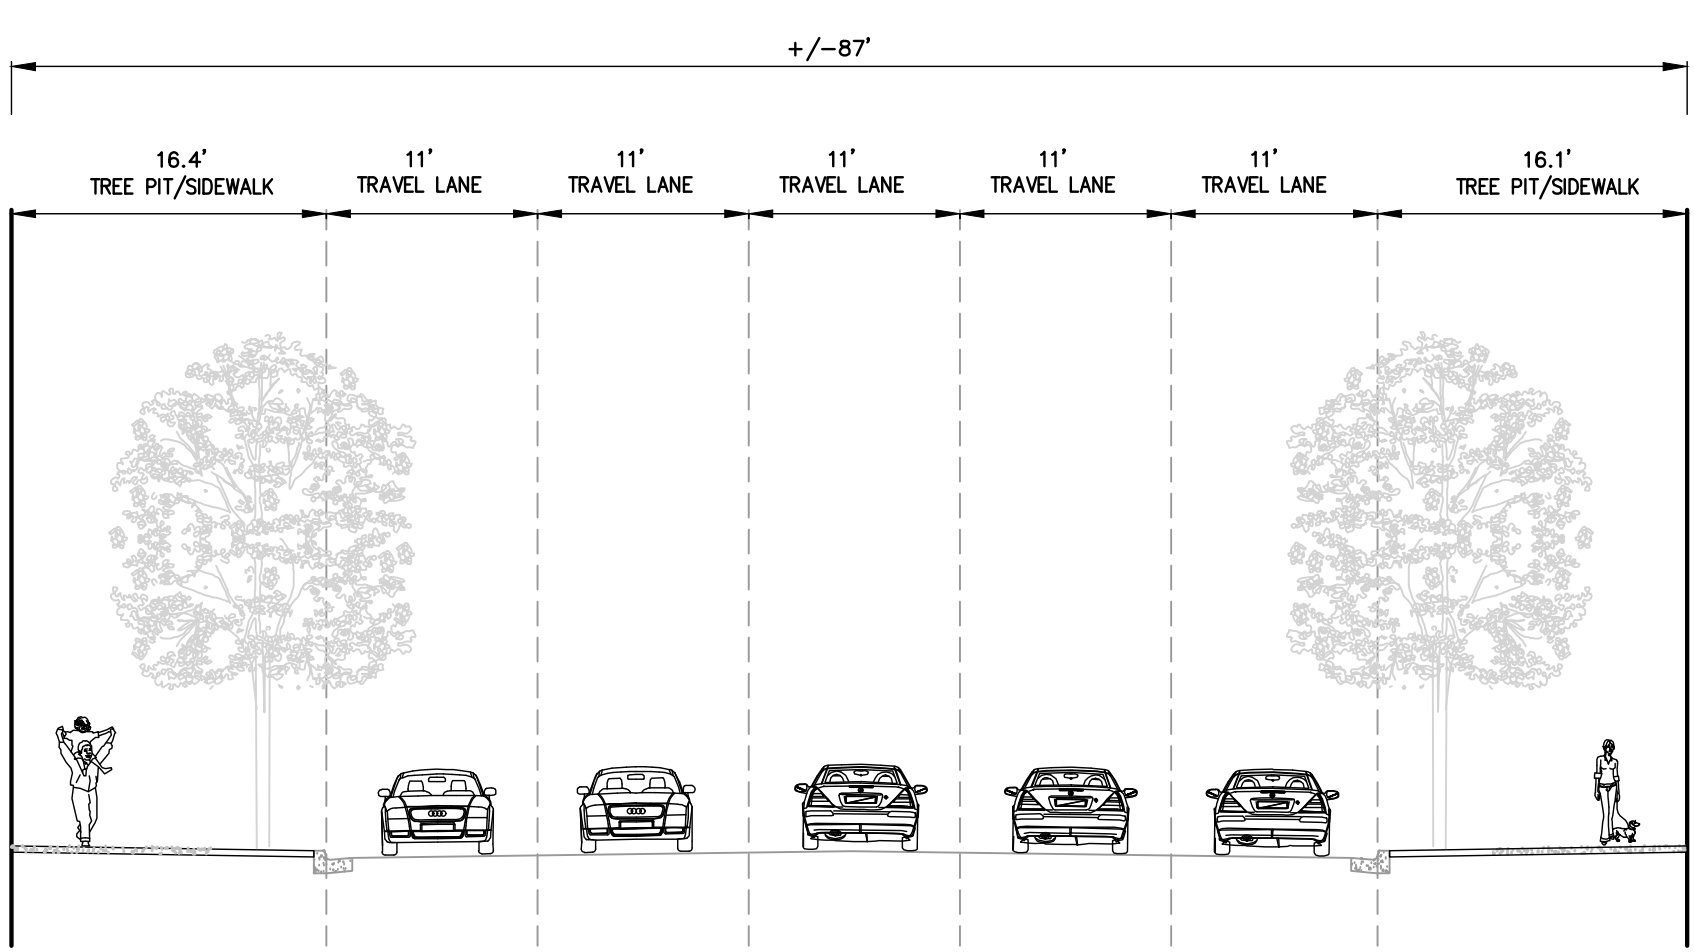 +/-87'
16.4'
TREE PIT/SIDEWALK
11'
TRAVEL LANE
11'
TRAVEL LANE
11'
TRAVEL LANE
11'
TRAVEL LANE
11'
TRAVEL LANE
16.1'
TREE PIT/SIDEWALK